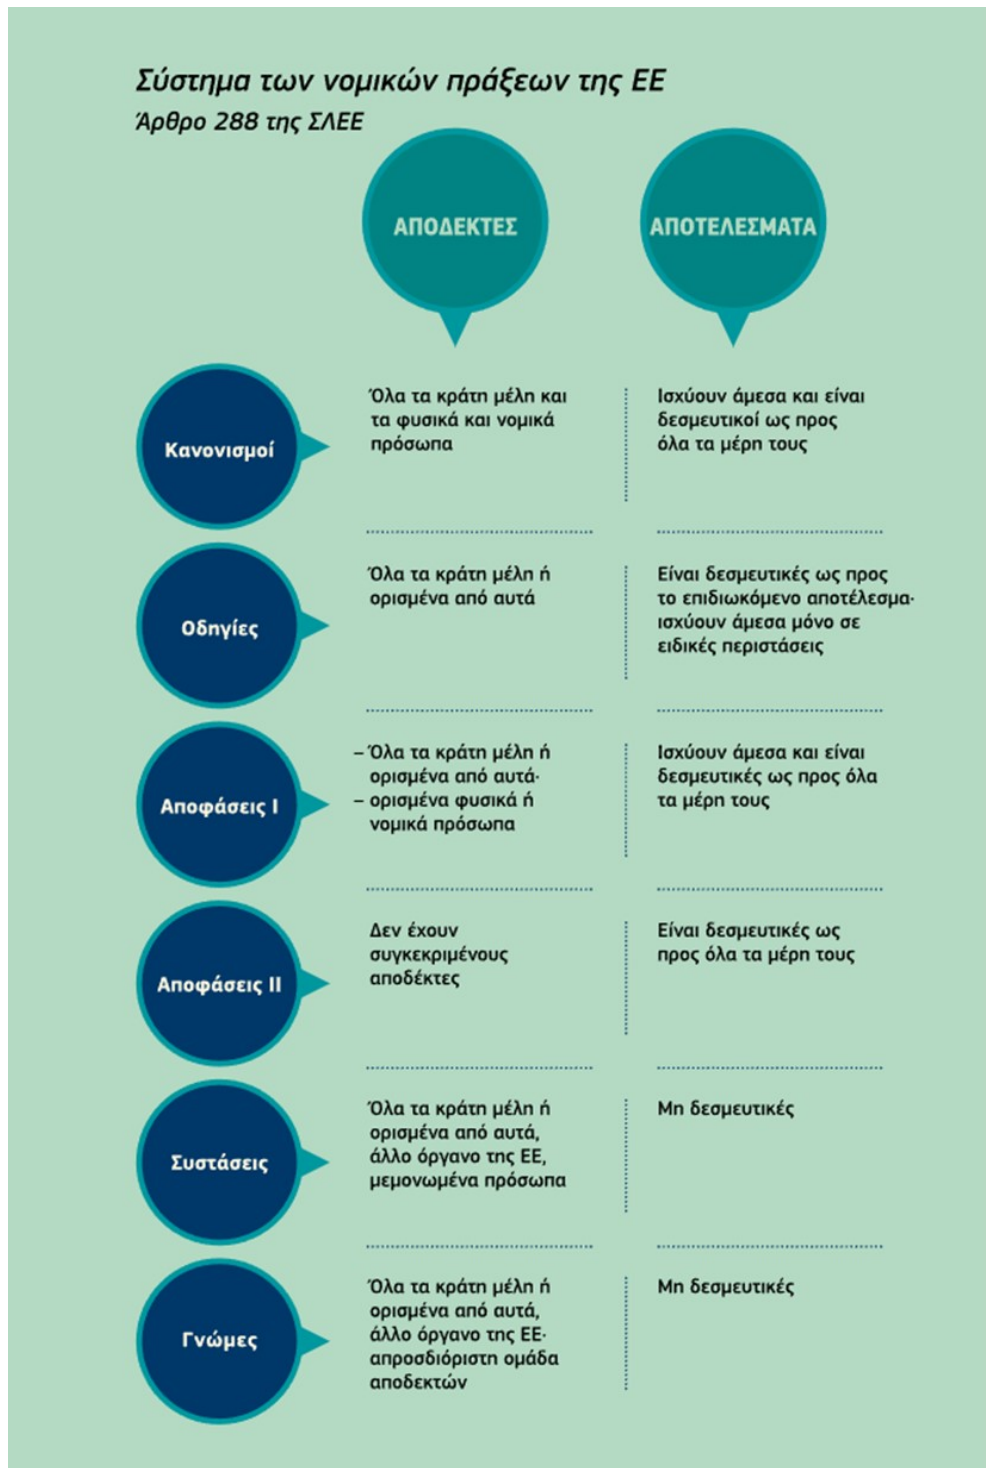 Σύστημα των νομικών πράξεων της ΕΕ
Άρθρο 288 της ΣΛΕΕ
ΑΠΟΔΕΚΤΕΣ
ΑΠΟΤΕΛΕΣΜΑΤΑ
Κανονισμοί
Όλα τα κράτη μέλη και
τα φυσικά και νομικά
πρόσωπα
Ισχύουν άμεσα και είναι
δεσμευτικοί ως προς
όλα τα μέρη τους
Οδηγίες
Όλα τα κράτη μέλη ή
ορισμένα από αυτά
Είναι δεσμευτικές ως προς
το επιδιωκόμενο αποτέλεσμα·
ισχύουν άμεσα μόνο σε
ειδικές περιστάσεις
Αποφάσεις Ι
– Όλα τα κράτη μέλη ή
ορισμένα από αυτά·
– ορισμένα φυσικά ή
νομικά πρόσωπα
Ισχύουν άμεσα και είναι
δεσμευτικές ως προς όλα
τα μέρη τους
Αποφάσεις ΙΙ
Δεν έχουν
συγκεκριμένους
αποδέκτες
Είναι δεσμευτικές ως
προς όλα τα μέρη τους
Συστάσεις
Όλα τα κράτη μέλη ή
ορισμένα από αυτά,
άλλο όργανο της ΕΕ,
μεμονωμένα πρόσωπα
Μη δεσμευτικές
Γνώμες
Όλα τα κράτη μέλη ή
ορισμένα από αυτά,
άλλο όργανο της ΕΕ·
απροσδιόριστη ομάδα
αποδεκτών
Μη δεσμευτικές